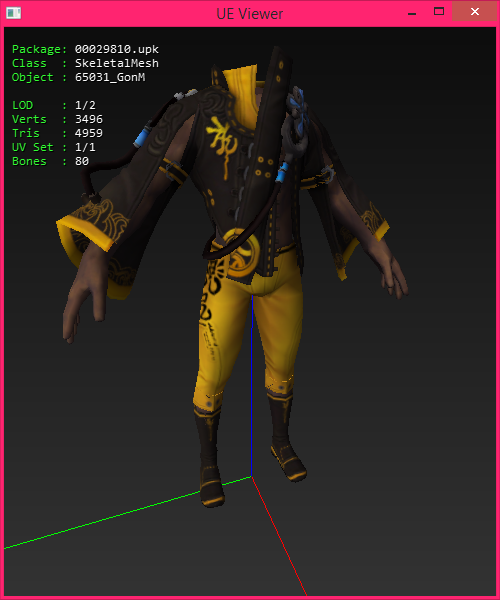 UE Viewer
Package: 00029810.upk
Class : SkeletalMesh
Object : 65031_GonM
LOD : 1/2
Verts : 3496
Tris : 4959
UV Set : 1/1
Bones : 80